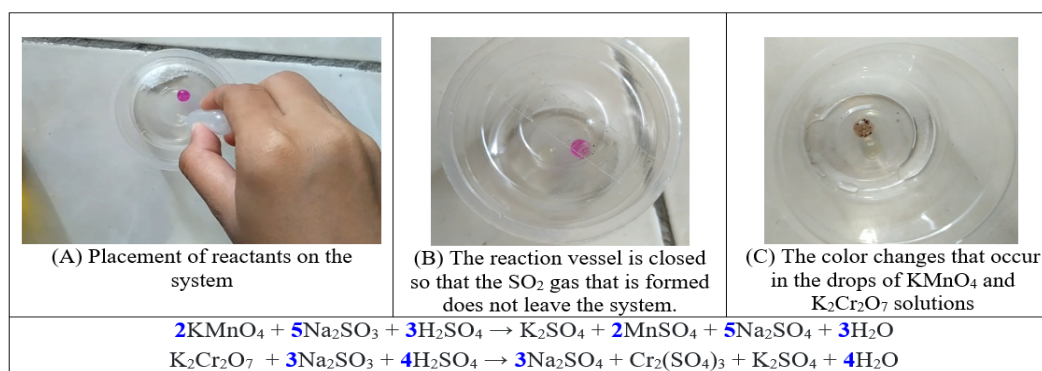 (A) Placement of reactants on the
system
(B) The reaction vessel is closed
so that the SO₂ gas that is formed
does not leave the system.
(C) The color changes that occur
in the drops of KMnO₄ and
K₂Cr₂O₇ solutions
2KMnO₄ + 5Na₂SO₃ + 3H₂SO₄ → K₂SO₄ + 2MnSO₄ + 5Na₂SO₄ + 3H₂O
K₂Cr₂O₇ + 3Na₂SO₃ + 4H₂SO₄ → 3Na₂SO₄ + Cr₂(SO₄)₃ + K₂SO₄ + 4H₂O